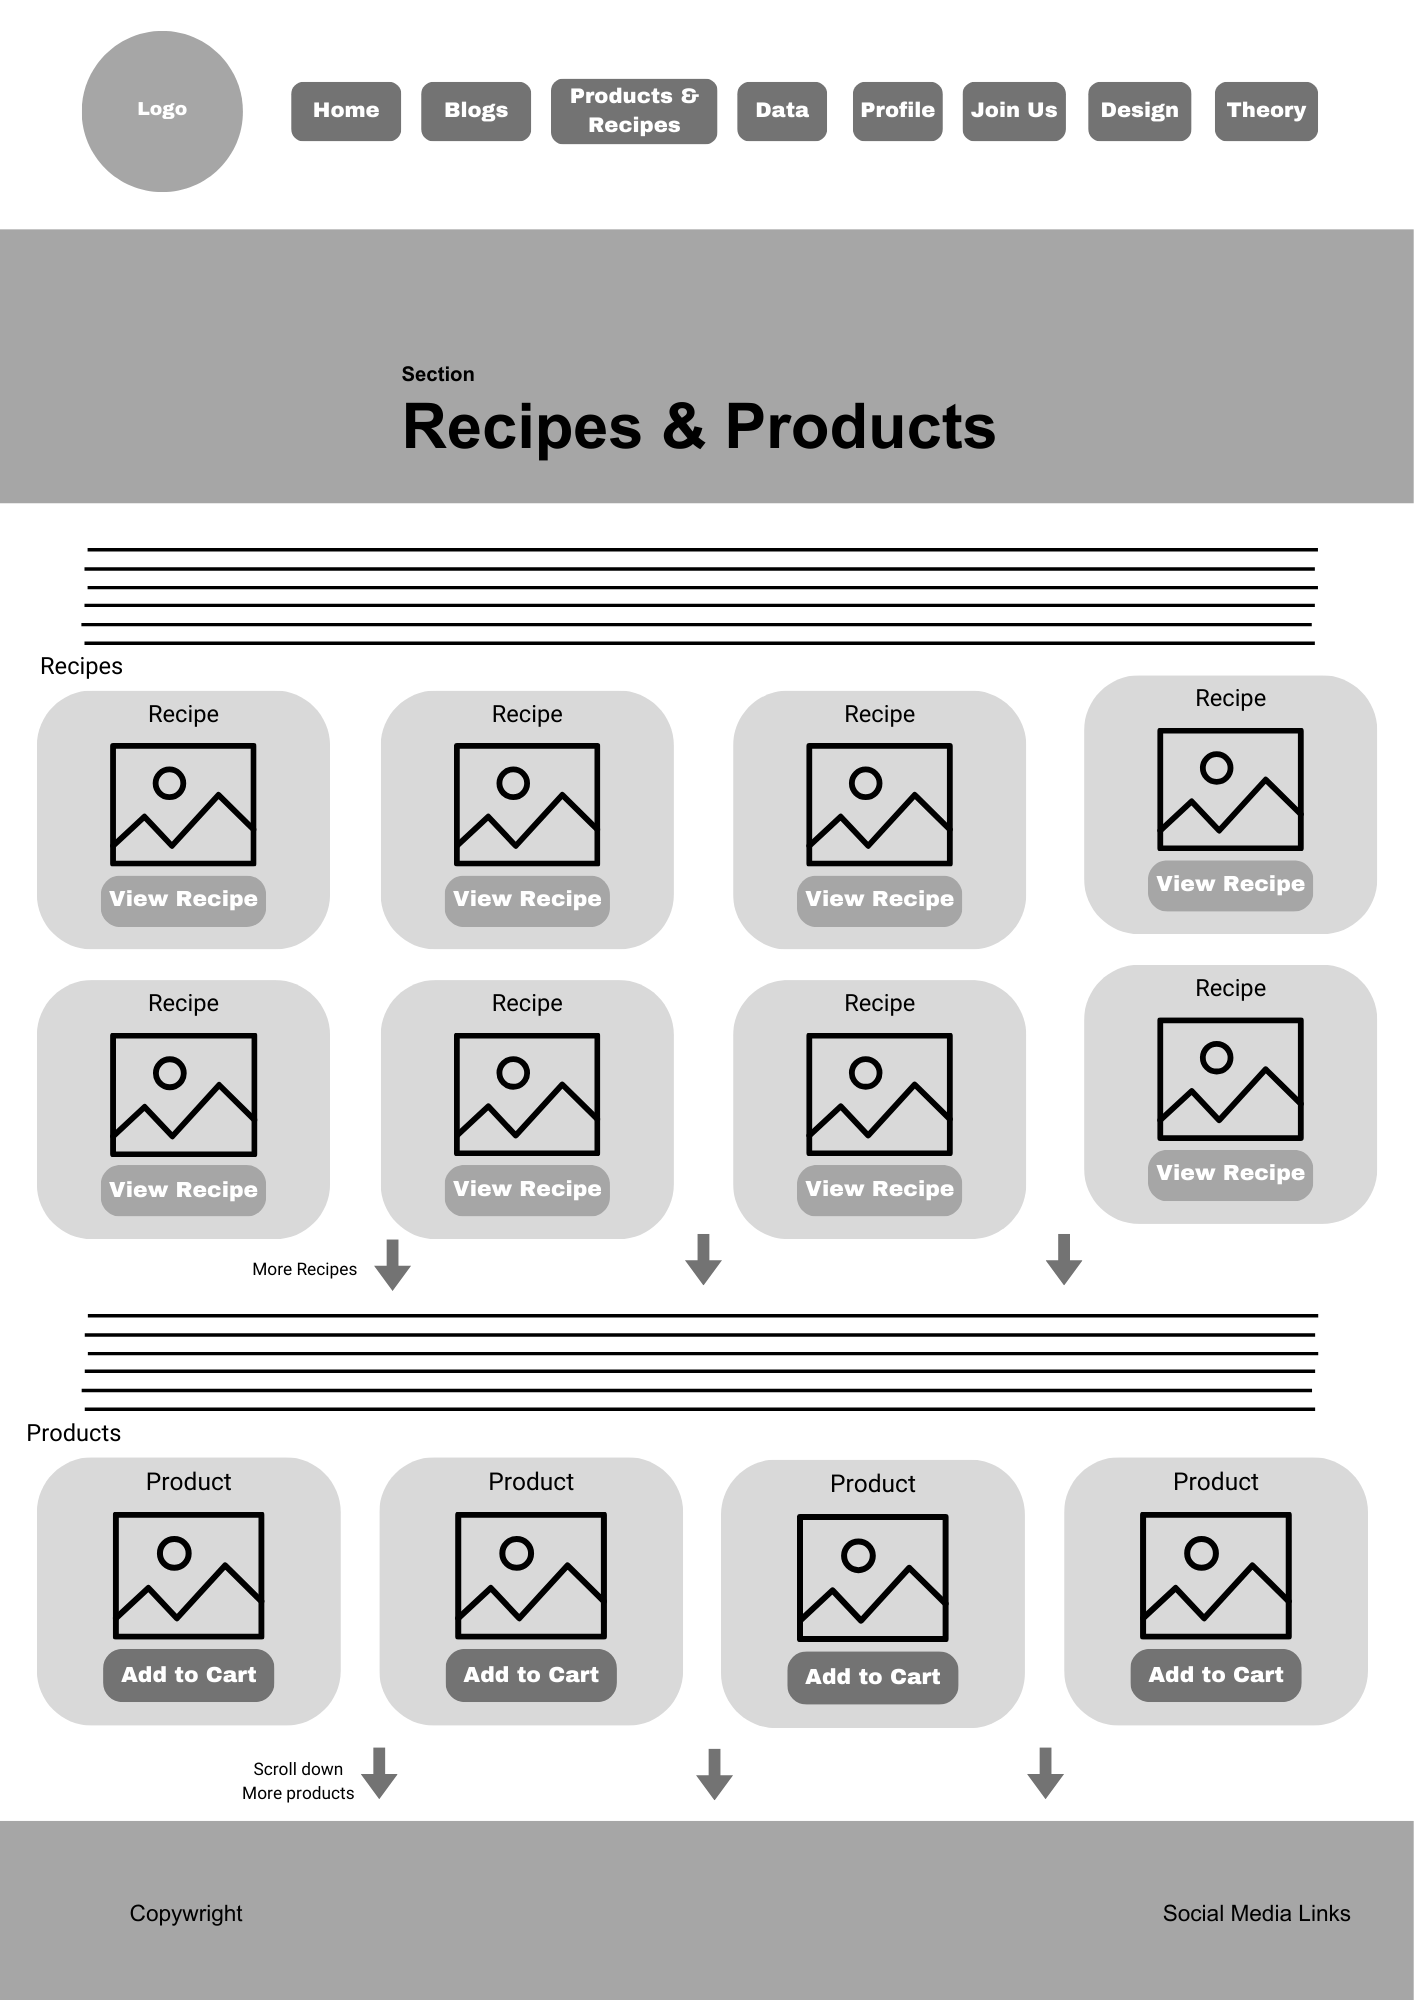 Logo
Home
Blogs
Products &
Recipes
Data
Profile
Join Us
Design
Theory
Section
Recipes & Products
Recipes
Recipe
Recipe
Recipe
Recipe
View Recipe
View Recipe
View Recipe
View Recipe
Recipe
Recipe
Recipe
Recipe
View Recipe
View Recipe
View Recipe
View Recipe
More Recipes
Products
Product
Product
Product
Product
Add to Cart
Add to Cart
Add to Cart
Add to Cart
Scroll down
More products
Copywright
Social Media Links